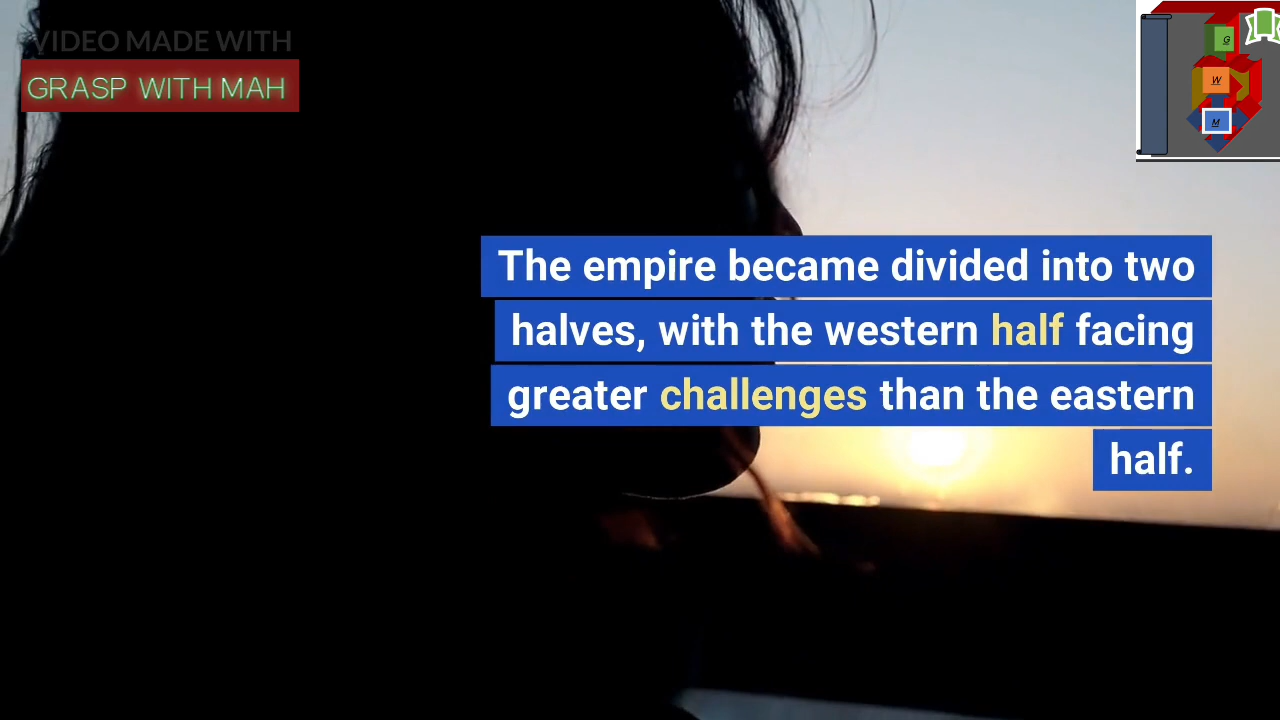 VIDEO MADE WITH
GRASP WITH MAH
G
W
M
The empire became divided into two
halves, with the western half facing
greater challenges than the eastern
half.